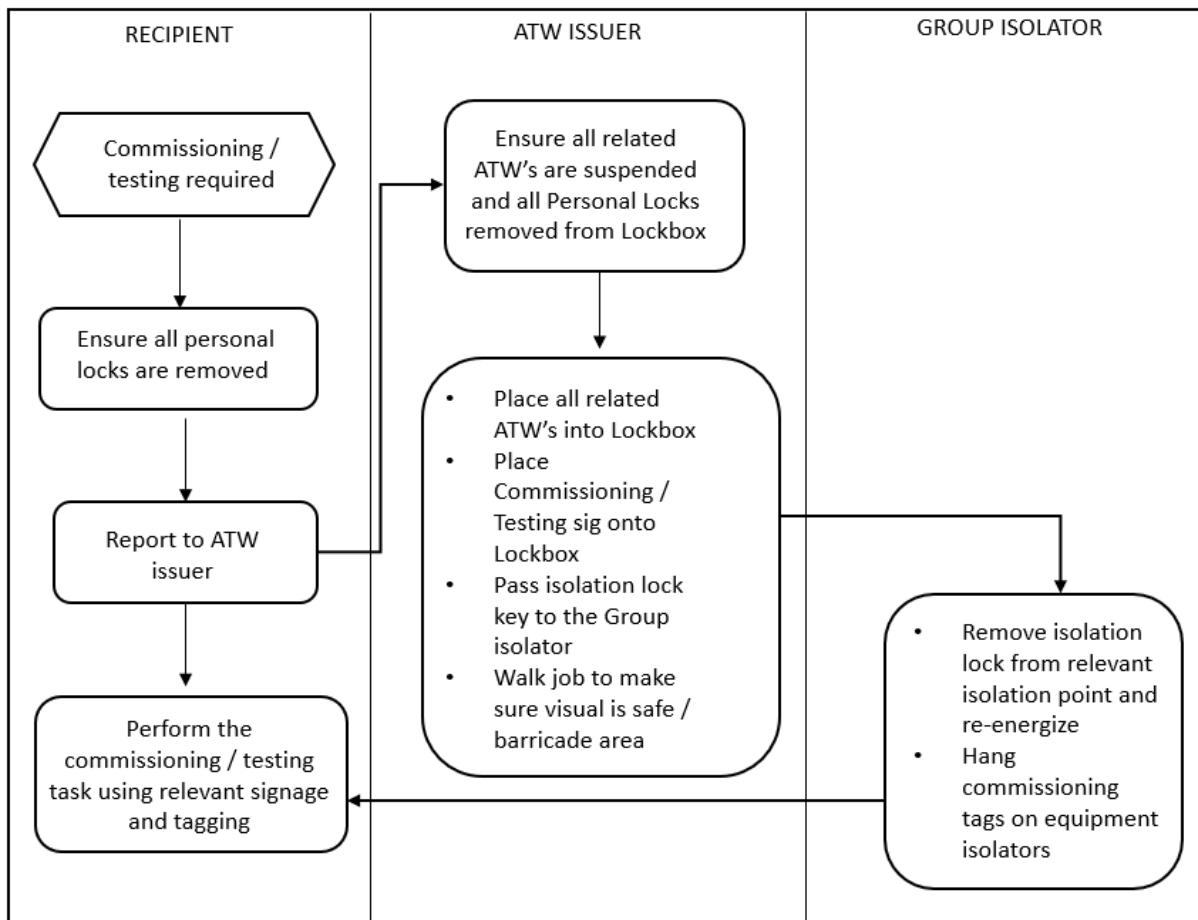 RECIPIENT
ATW ISSUER
GROUP ISOLATOR
Commissioning /
testing required
Ensure all personal
locks are removed
Report to ATW
issuer
Perform the
commissioning / testing
task using relevant signage
and tagging
Ensure all related
ATW’s are suspended
and all Personal Locks
removed from Lockbox
• Place all related
ATW’s into Lockbox
• Place
Commissioning /
Testing sig onto
Lockbox
• Pass isolation lock
key to the Group
isolator
• Walk job to make
sure visual is safe /
barricade area
• Remove isolation
lock from relevant
isolation point and
re-energize
• Hang
commissioning
tags on equipment
isolators